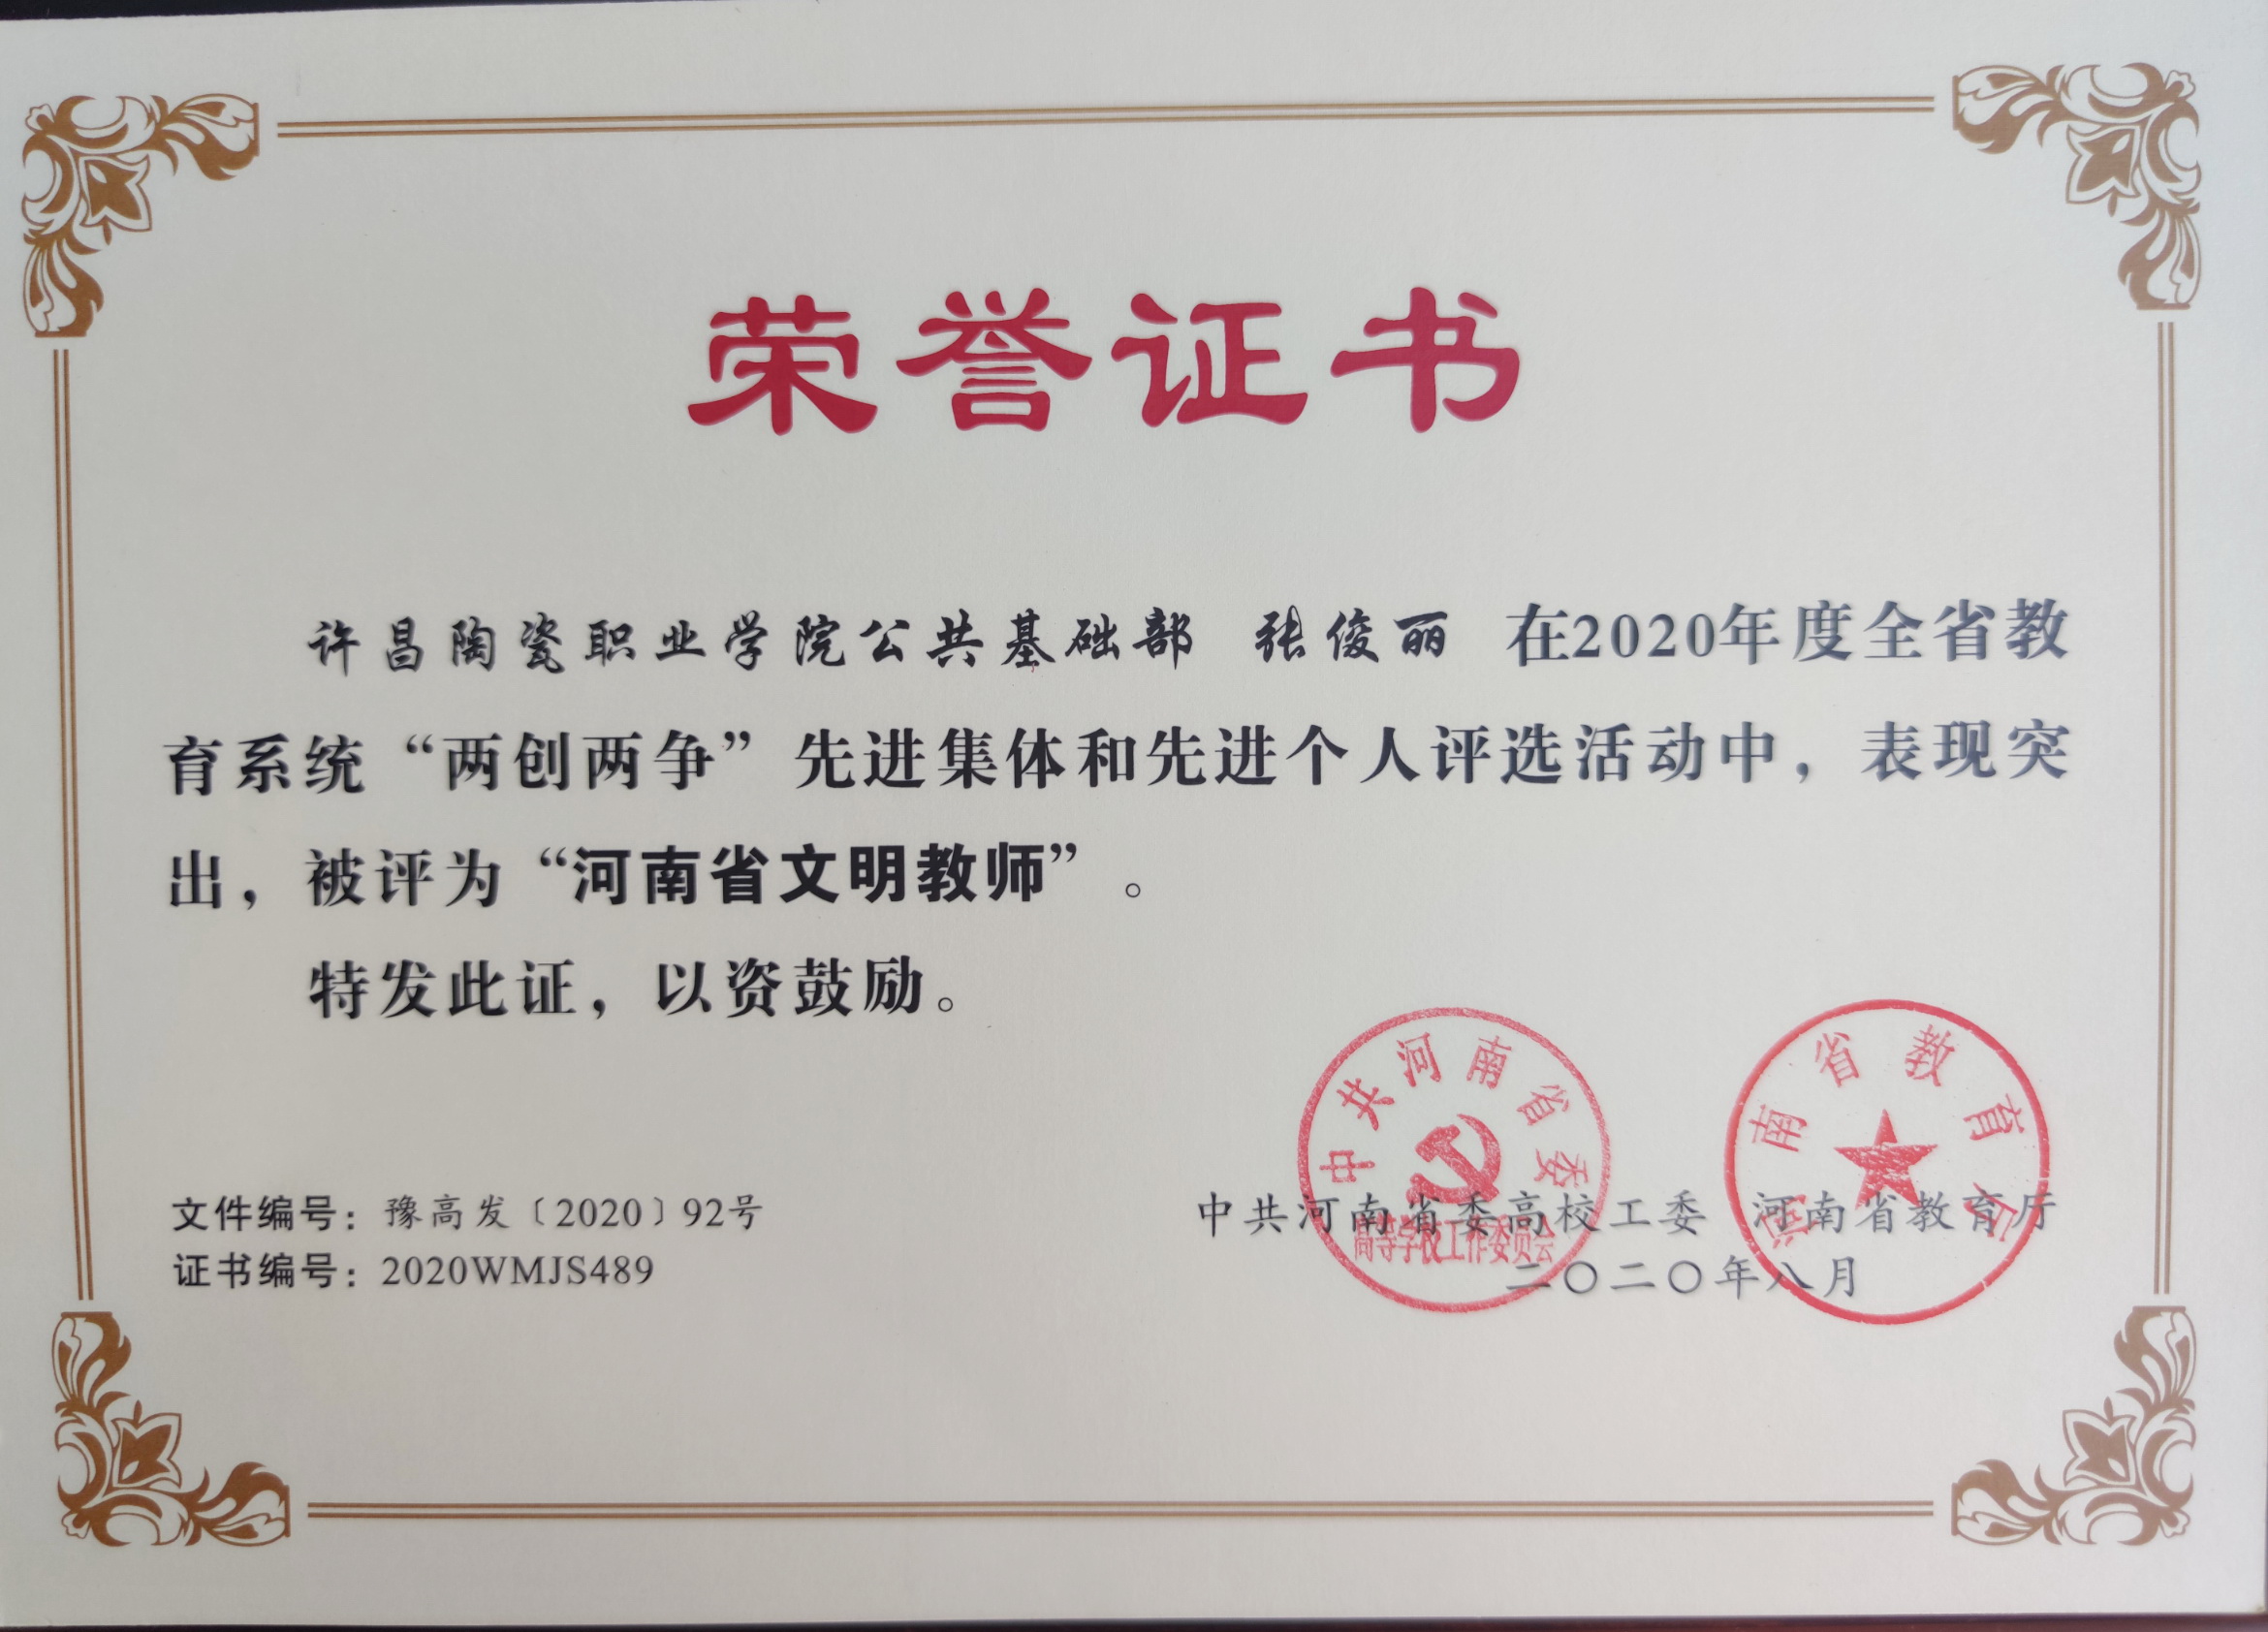 荣誉证书
许昌陶瓷职业学院公共基础部 张俊丽 在2020年度全省教
育系统“两创两争”先进集体和先进个人评选活动中，表现突
出，被评为“河南省文明教师”。
特发此证，以资鼓励。
中共河南省委
高等学校工作委员会
河南省教育厅
文件编号：豫高发〔2020〕92号
中共河南省委高校工委 河南省教育厅
证书编号：2020WMJS489
二〇二〇年八月